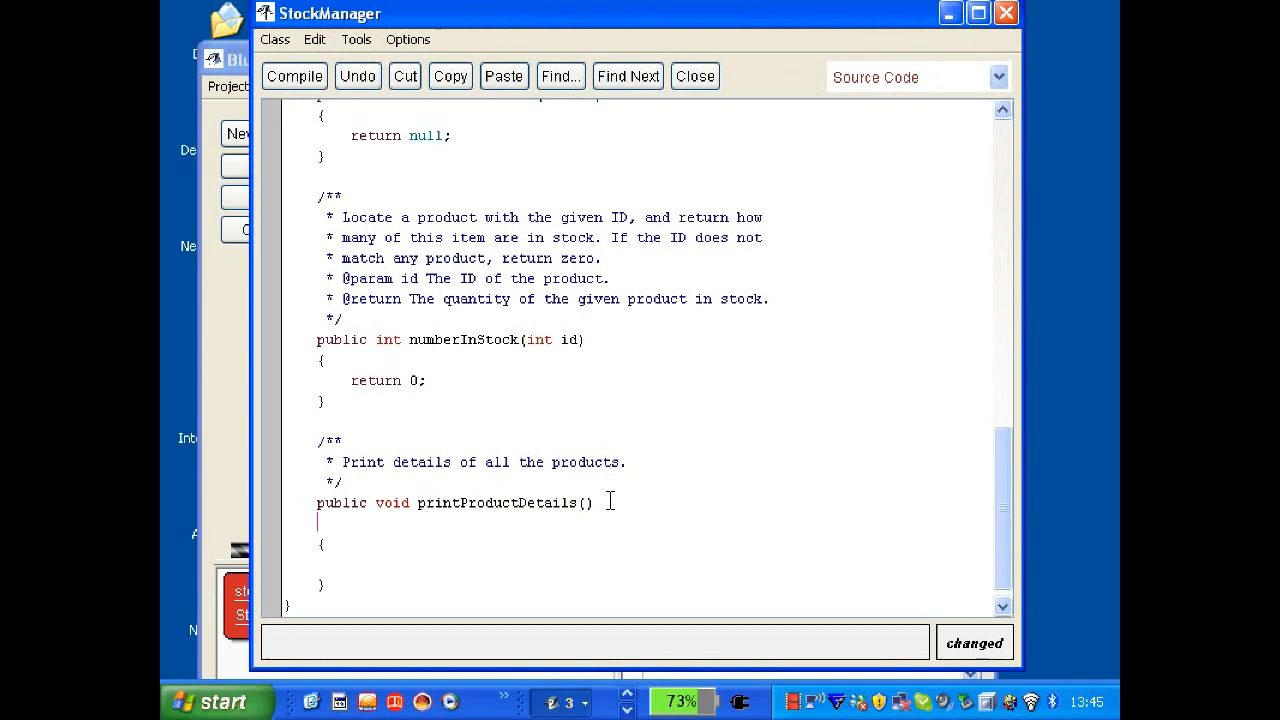 StockManager
Class Edit Tools Options
Compile Undo Cut Copy Paste Find... Find Next Close Source Code
Project
{
return null;
}
/**
* Locate a product with the given ID, and return how
* many of this item are in stock. If the ID does not
* match any product, return zero.
* @param id The ID of the product.
* @return The quantity of the given product in stock.
*/
public int numberInStock(int id)
{
return 0;
}
/**
* Print details of all the products.
*/
public void printProductDetails()
{
}
}
changed
start
3
73%
13:45